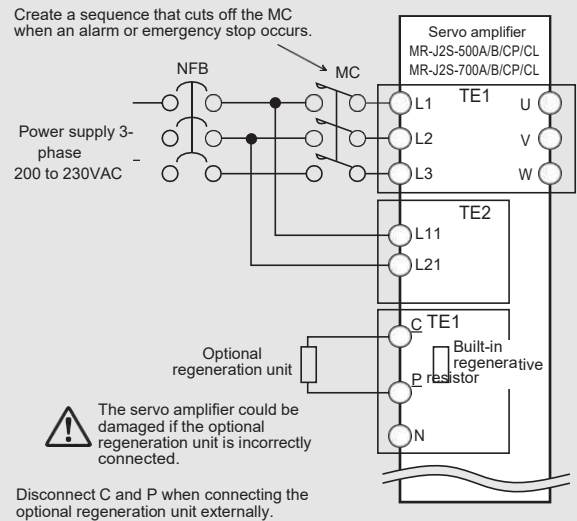 Create a sequence that cuts off the MC
when an alarm or emergency stop occurs.
Servo amplifier
MR-J2S-500A/B/CP/CL
MR-J2S-700A/B/CP/CL
NFB
MC
TE1
L1
U
Power supply 3-
phase
200 to 230VAC
L2
V
L3
W
TE2
L11
L21
C TE1
Optional
regeneration unit
Built-in
regenerative
P resistor
The servo amplifier could be
damaged if the optional
regeneration unit is incorrectly
connected.
N
Disconnect C and P when connecting the
optional regeneration unit externally.